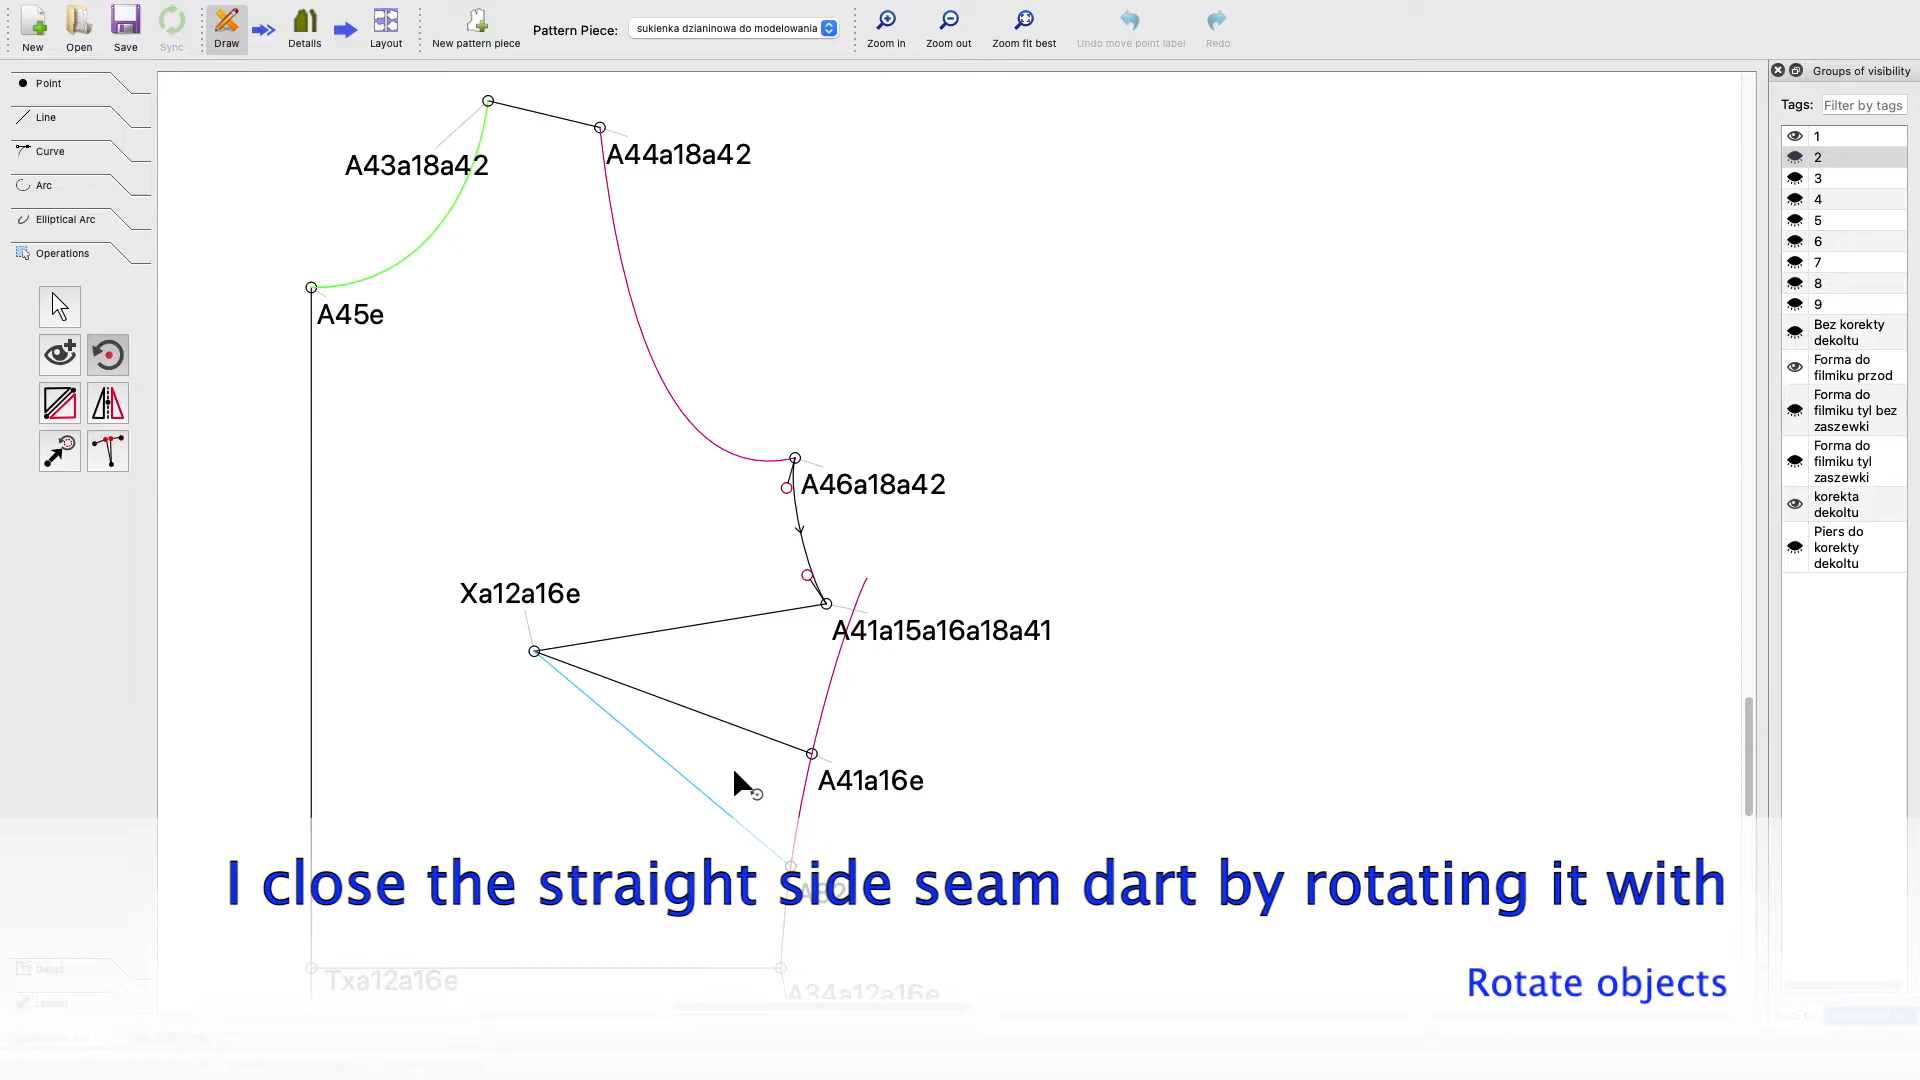 New
Open
Save
Sync
Draw
Details
Layout
New pattern piece
Pattern Piece:
sukienka dzianinowa do modelowania
Zoom in
Zoom out
Zoom fit best
Undo move point label
Redo
Point
Line
Curve
Arc
Elliptical Arc
Operations
Groups of visibility
Tags:
Filter by tags
1
2
3
4
5
6
7
8
9
Bez korekty
dekoltu
Forma do
filmiku przod
Forma do
filmiku tyl bez
zaszewki
Forma do
filmiku tyl
zaszewki
korekta
dekoltu
Piers do
korekty
dekoltu
A43a18a42
A44a18a42
A45e
A46a18a42
Xa12a16e
A41a15a16a18a41
A41a16e
I close the straight side seam dart by rotating it with
Txa12a16e
A34a12a16e
Rotate objects
Detail
Layout